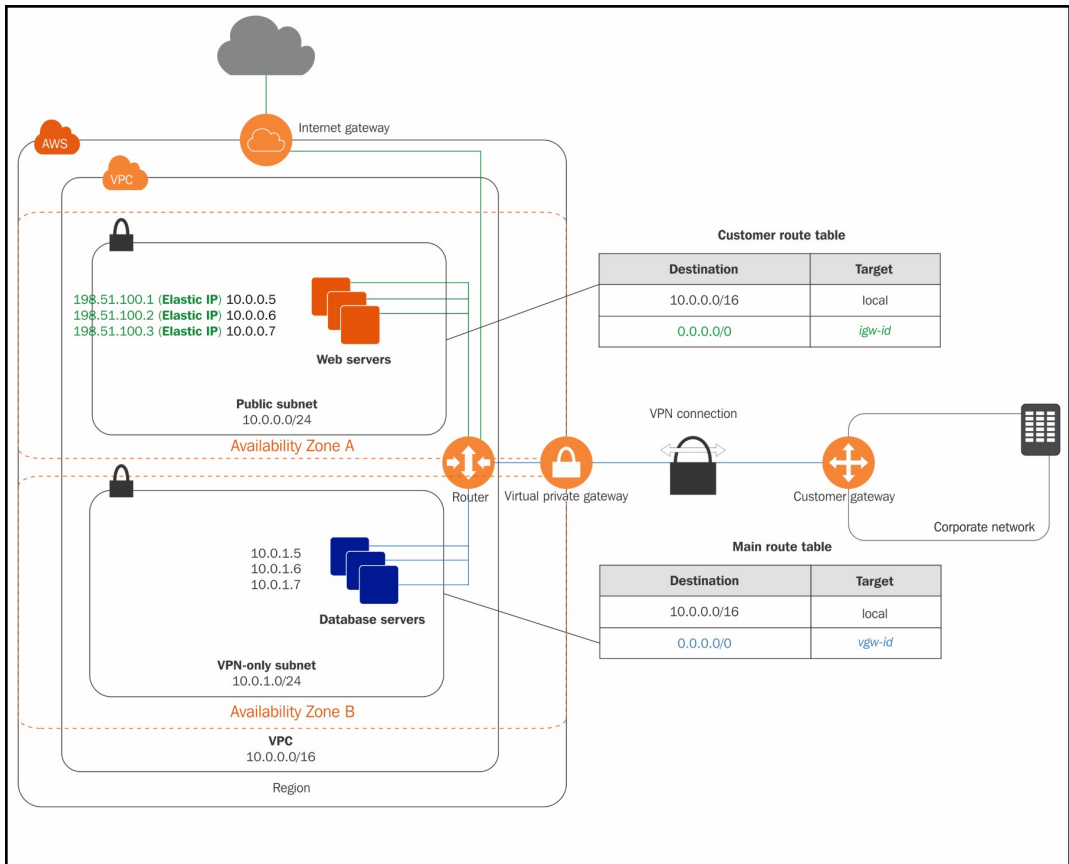 Internet gateway
AWS
VPC
198.51.100.1 (Elastic IP) 10.0.0.5
198.51.100.2 (Elastic IP) 10.0.0.6
198.51.100.3 (Elastic IP) 10.0.0.7
Web servers
Public subnet
10.0.0.0/24
Availability Zone A
Customer route table
Destination Target
10.0.0.0/16 local
0.0.0.0/0 igw-id
Router
Virtual private gateway
VPN connection
Customer gateway
Corporate network
10.0.1.5
10.0.1.6
10.0.1.7
Database servers
VPN-only subnet
10.0.1.0/24
Availability Zone B
Main route table
Destination Target
10.0.0.0/16 local
0.0.0.0/0 vgw-id
VPC
10.0.0.0/16
Region